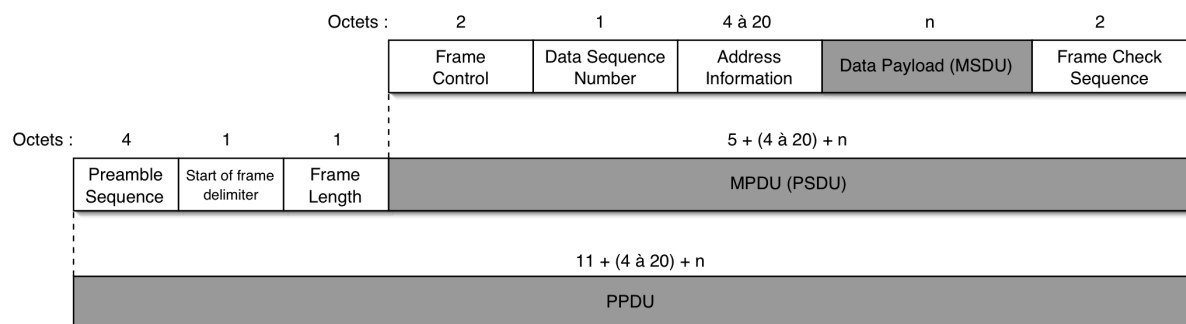 Octets : 2 1 4 à 20 n 2
Frame Control Data Sequence Number Address Information Data Payload (MSDU) Frame Check Sequence
Octets : 4 1 1 5 + (4 à 20) + n
Preamble Sequence Start of frame delimiter Frame Length MPDU (PSDU)
11 + (4 à 20) + n
PPDU